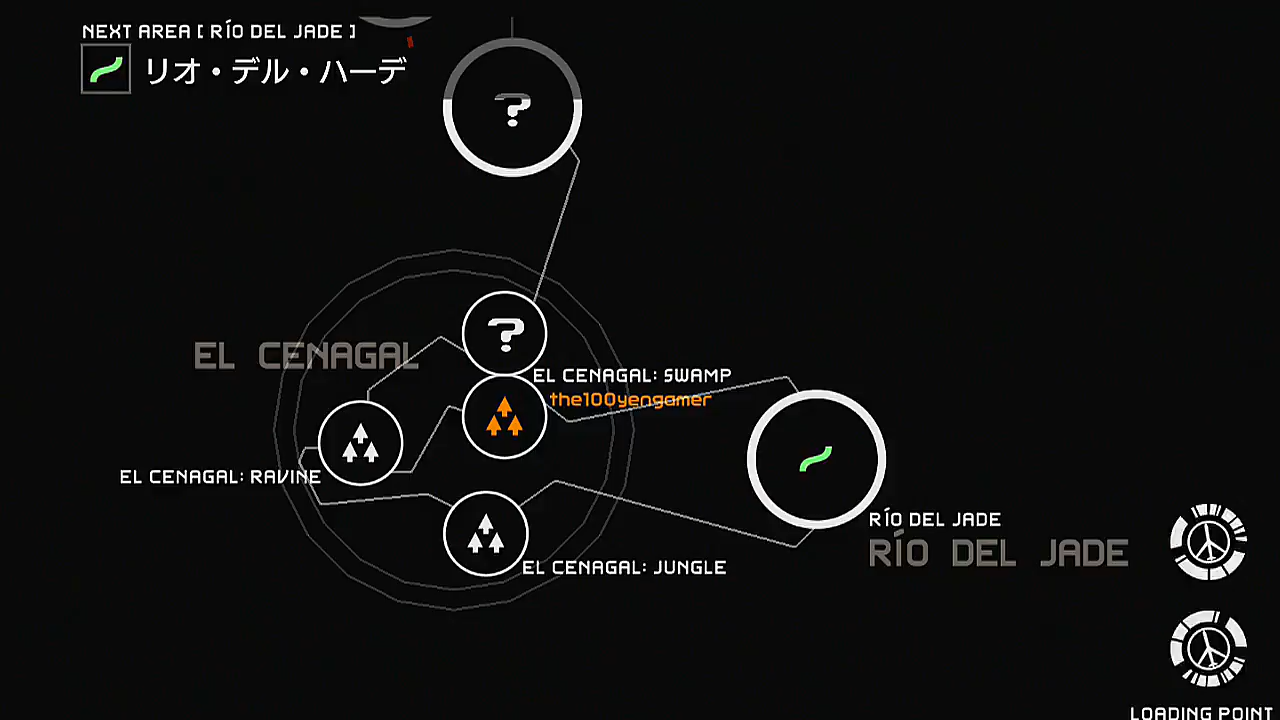 NEXT AREA [ RÍO DEL JADE ]
リオ・デル・ハーデ
?
?
EL CENAGAL
EL CENAGAL: SWAMP
the100yengamer
EL CENAGAL: RAVINE
RÍO DEL JADE
RÍO DEL JADE
EL CENAGAL: JUNGLE
LOADING POINT